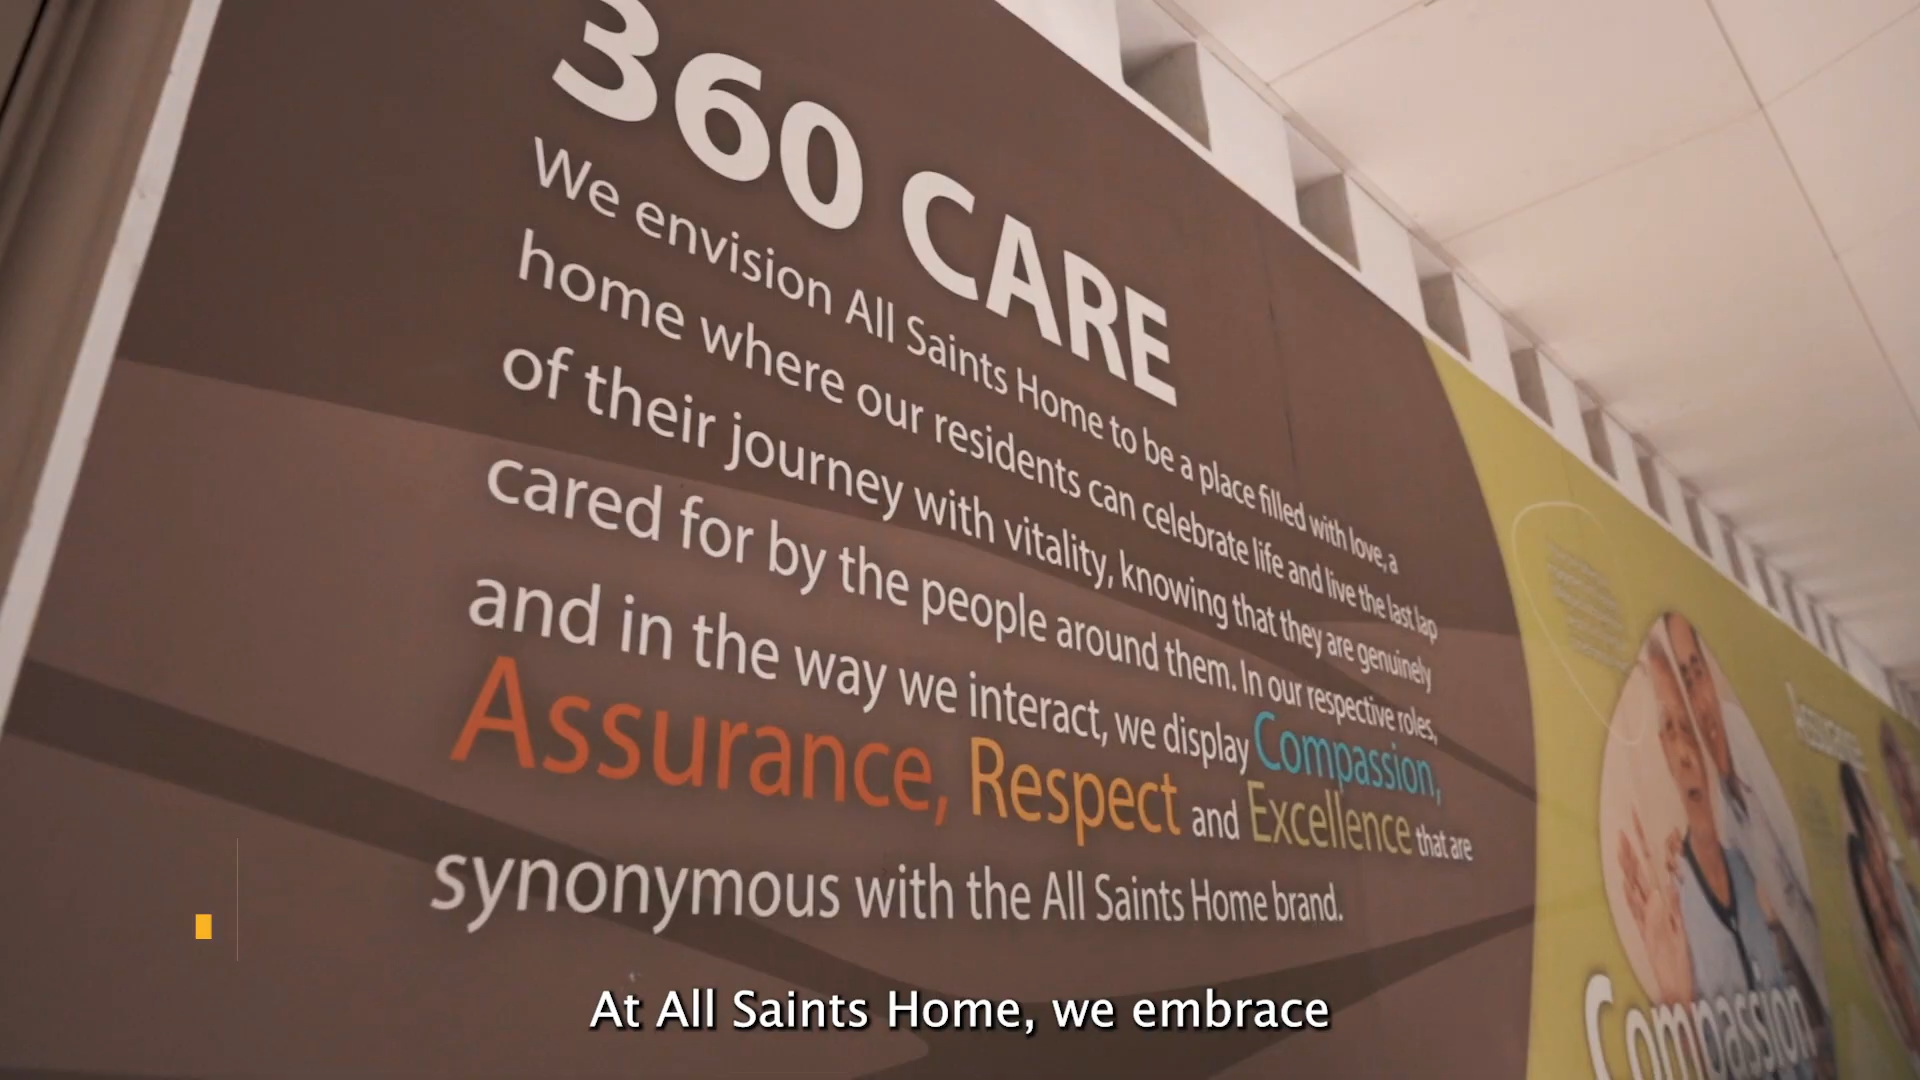 360 CARE
We envision All Saints Home to be a place filled with love, a
home where our residents can celebrate life and live the last lap
of their journey with vitality, knowing that they are genuinely
cared for by the people around them. In our respective roles,
and in the way we interact, we display Compassion,
Assurance, Respect and Excellence that are
synonymous with the All Saints Home brand.
Compassion
Assurance
At All Saints Home, we embrace